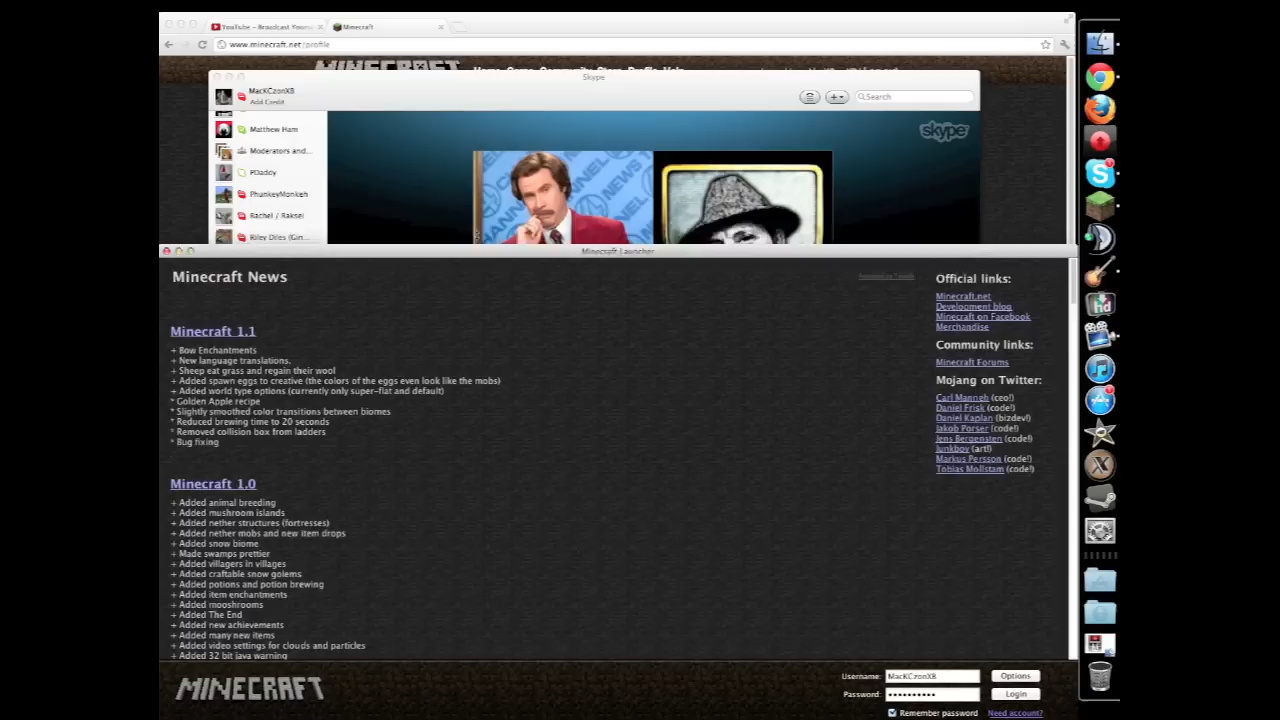 YouTube - Broadcast Yourse
Minecraft
www.minecraft.net/profile
MINECRAFT
Skype
MacKCzonXB
Add Credit
Search
Matthew Ham
Moderators and...
PDaddy
PhunkeyMonkeh
Rachel / Raksei
Riley Diles (Gin...
skype
CHANNEL
NEWS
Minecraft Launcher
Minecraft News
Minecraft 1.1
+ Bow Enchantments
+ New language translations.
+ Sheep eat grass and regain their wool
+ Added spawn eggs to creative (the colors of the eggs even look like the mobs)
+ Added world type options (currently only super-flat and default)
* Golden Apple recipe
* Slightly smoothed color transitions between biomes
* Reduced brewing time to 20 seconds
* Removed collision box from ladders
* Bug fixing
Minecraft 1.0
+ Added animal breeding
+ Added mushroom islands
+ Added nether structures (fortresses)
+ Added nether mobs and new item drops
+ Added snow biome
+ Made swamps prettier
+ Added villagers in villages
+ Added craftable snow golems
+ Added potions and potion brewing
+ Added item enchantments
+ Added mooshrooms
+ Added The End
+ Added new achievements
+ Added many new items
+ Added video settings for clouds and particles
+ Added 32 bit java warning
Official links:
Minecraft.net
Development blog
Minecraft on Facebook
Merchandise
Community links:
Minecraft Forums
Mojang on Twitter:
Carl Manneh (ceo!)
Daniel Frisk (code!)
Daniel Kaplan (bizdev!)
Jakob Porser (code!)
Jens Bergensten (code!)
Junkboy (art!)
Markus Persson (code!)
Tobias Mollstam (code!)
MINECRAFT
Username: MacKCzonXB
Options
Password: ••••••••••
Login
Remember password
Need account?